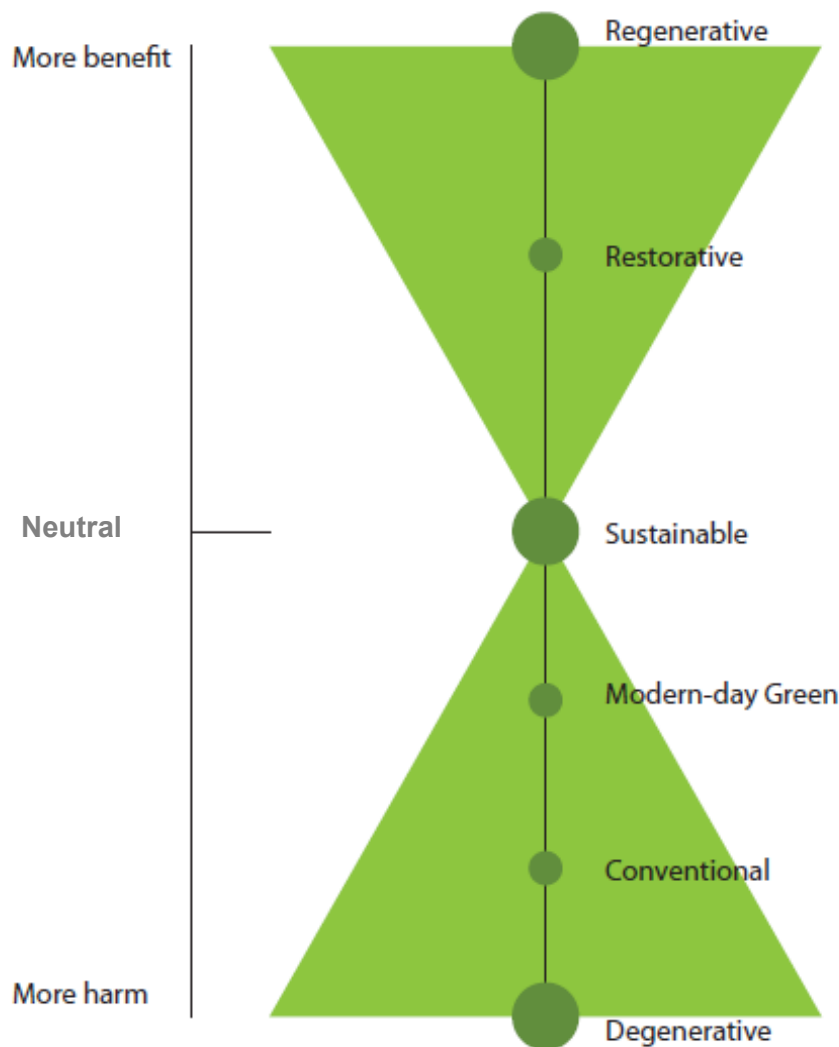 Regenerative
More benefit
Restorative
Neutral
Sustainable
Modern-day Green
Conventional
More harm
Degenerative